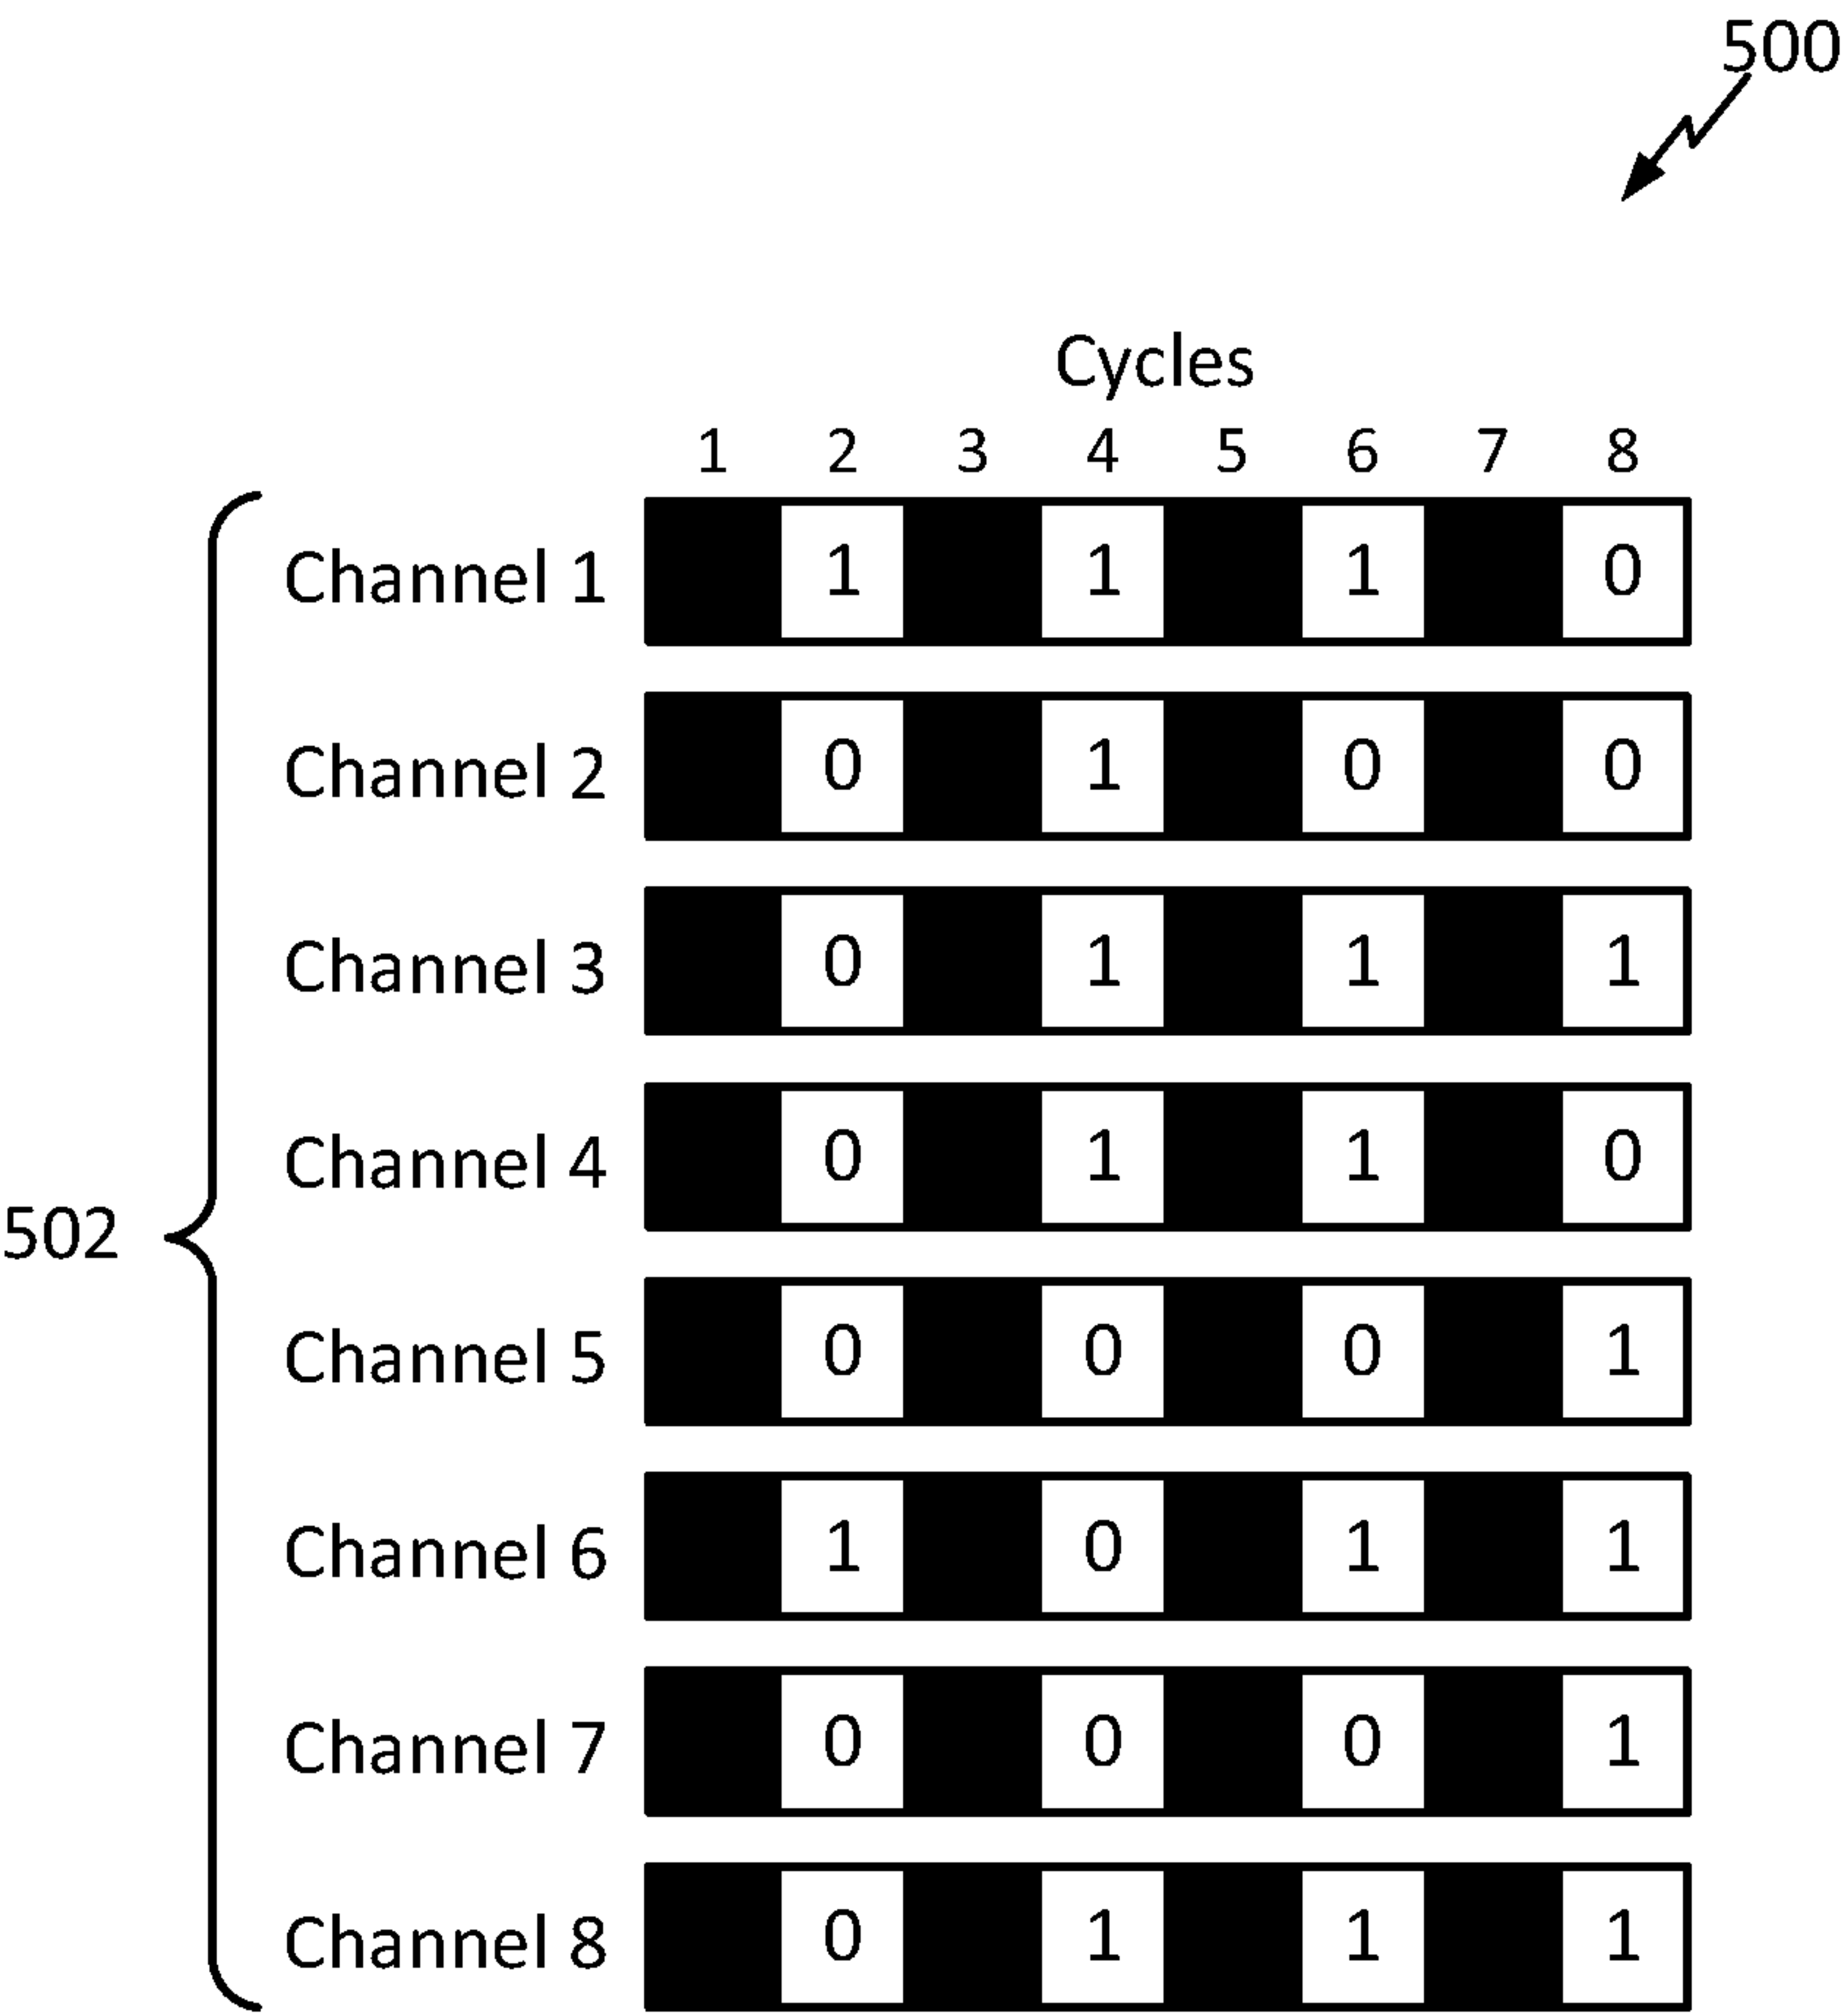 500
Cycles
1 2 3 4 5 6 7 8
Channel 1 1 1 1 0
Channel 2 0 1 0 0
Channel 3 0 1 1 1
Channel 4 0 1 1 0
502
Channel 5 0 0 0 1
Channel 6 1 0 1 1
Channel 7 0 0 0 1
Channel 8 0 1 1 1